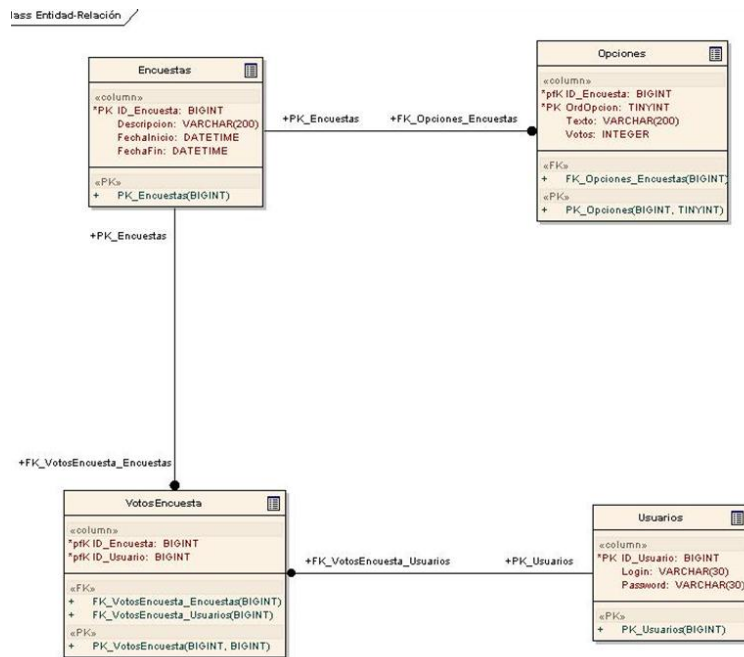 lass Entidad-Relación
Encuestas
«column»
*PK ID_Encuesta: BIGINT
Descripcion: VARCHAR(200)
FechaInicio: DATETIME
FechaFin: DATETIME
«PK»
+ PK_Encuestas(BIGINT)
+PK_Encuestas
+FK_Opciones_Encuestas
Opciones
«column»
*pfK ID_Encuesta: BIGINT
*PK OrdOpcion: TINYINT
Texto: VARCHAR(200)
Votos: INTEGER
«FK»
+ FK_Opciones_Encuestas(BIGINT)
«PK»
+ PK_Opciones(BIGINT, TINYINT)
+PK_Encuestas
+FK_VotosEncuesta_Encuestas
VotosEncuesta
«column»
*pfK ID_Encuesta: BIGINT
*pfK ID_Usuario: BIGINT
«FK»
+ FK_VotosEncuesta_Encuestas(BIGINT)
+ FK_VotosEncuesta_Usuarios(BIGINT)
«PK»
+ PK_VotosEncuesta(BIGINT, BIGINT)
+FK_VotosEncuesta_Usuarios
+PK_Usuarios
Usuarios
«column»
*PK ID_Usuario: BIGINT
Login: VARCHAR(30)
Password: VARCHAR(30)
«PK»
+ PK_Usuarios(BIGINT)